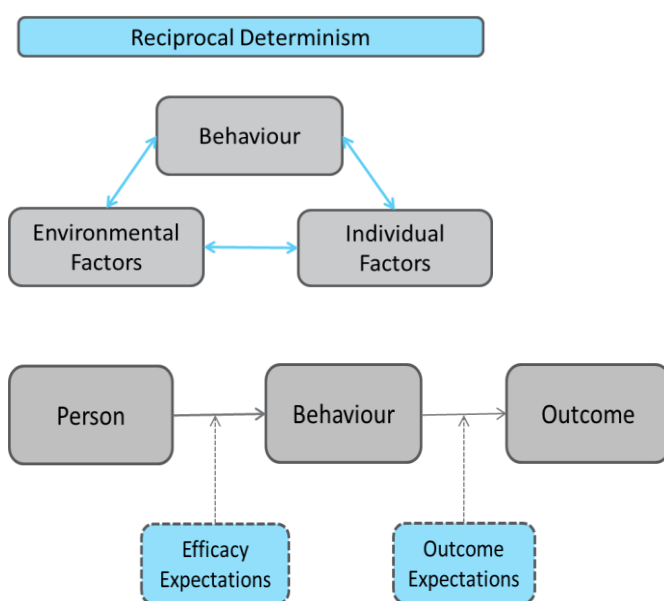 Reciprocal Determinism
Behaviour
Environmental
Factors
Individual
Factors
Person
Behaviour
Outcome
Efficacy
Expectations
Outcome
Expectations